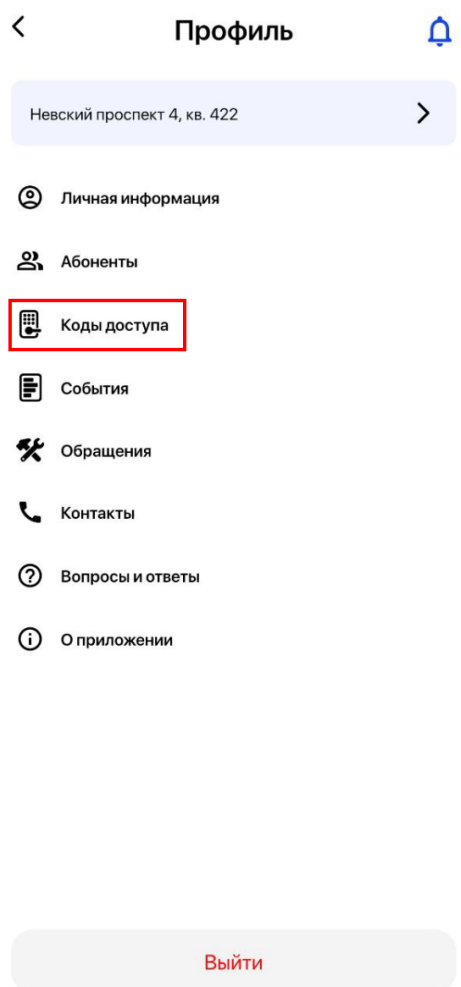 Профиль
Невский проспект 4, кв. 422
Личная информация
Абоненты
Коды доступа
События
Обращения
Контакты
Вопросы и ответы
О приложении
Выйти